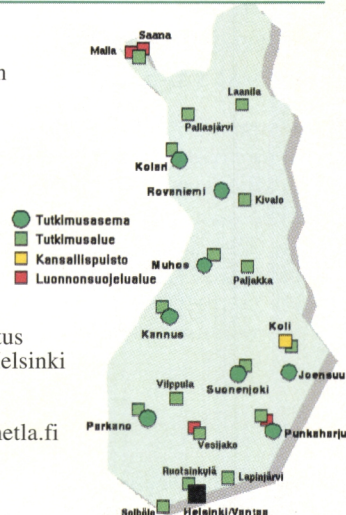 Saana
Malla
n
Laanila
Pallasjärvi
Kolari
Rovaniemi
Kivalo
Tutkimusasema
Tutkimusalue
Kansallispuisto
Luonnonsuojelualue
Muhos
Paljakka
Kannus
Koli
tus
elsinki
Joensuu
Suonenjoki
Vilppula
netla.fi
Parkano
Punkaharju
Vesijako
Ruotsinkylä
Lapinjärvi
Solböle
Helsinki/Vantaa